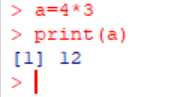 > a=4*3
> print(a)
[1] 12
>